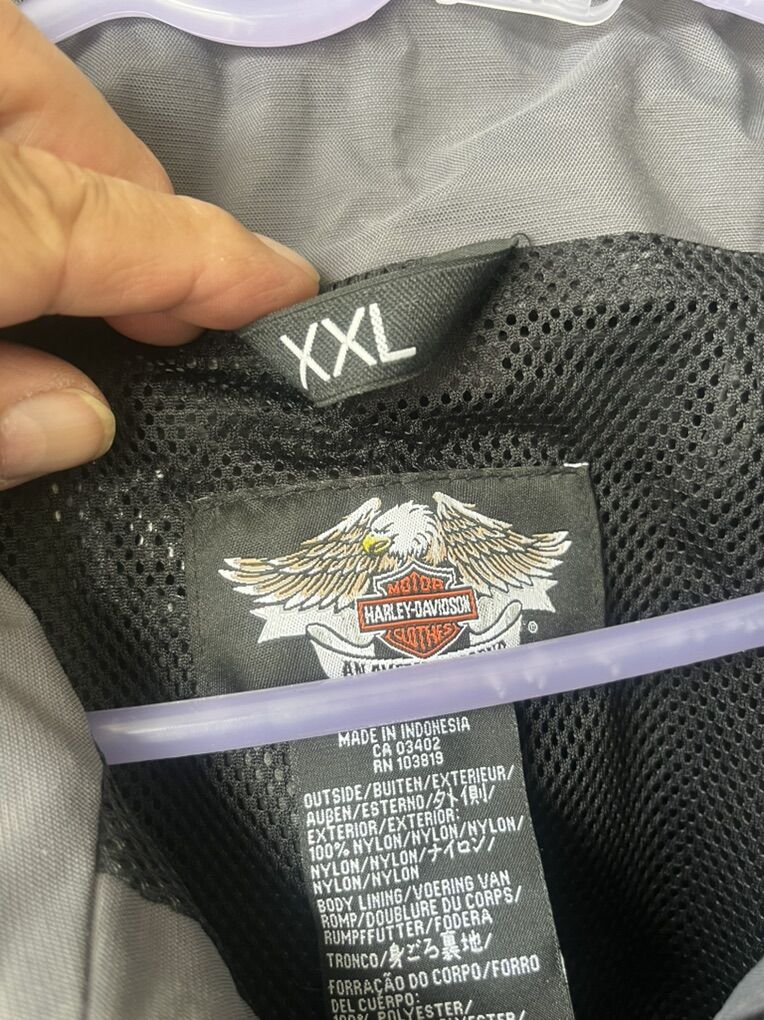 XXL
MOTOR
HARLEY-DAVIDSON
CLOTHES
®
MADE IN INDONESIA
CA 03402
RN 103819
OUTSIDE/BUITEN/EXTERIEUR/
AUßEN/ESTERNO/外側/
EXTERIOR/EXTERIOR:
100% NYLON/NYLON/NYLON/
NYLON/NYLON/ナイロン/
NYLON/NYLON
BODY LINING/VOERING VAN
ROMP/DOUBLURE DU CORPS/
RUMPFFUTTER/FODERA
TRONCO/身ごろ裏地/
FORRAÇÃO DO CORPO/FORRO
DEL CUERPO:
100% POLYESTER/